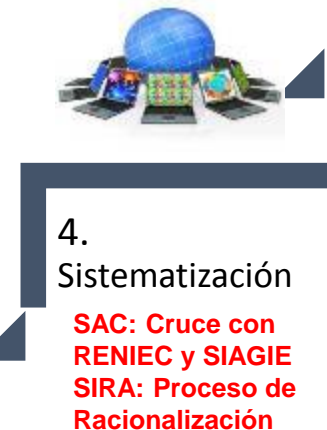 4.
Sistematización
SAC: Cruce con
RENIEC y SIAGIE
SIRA: Proceso de
Racionalización